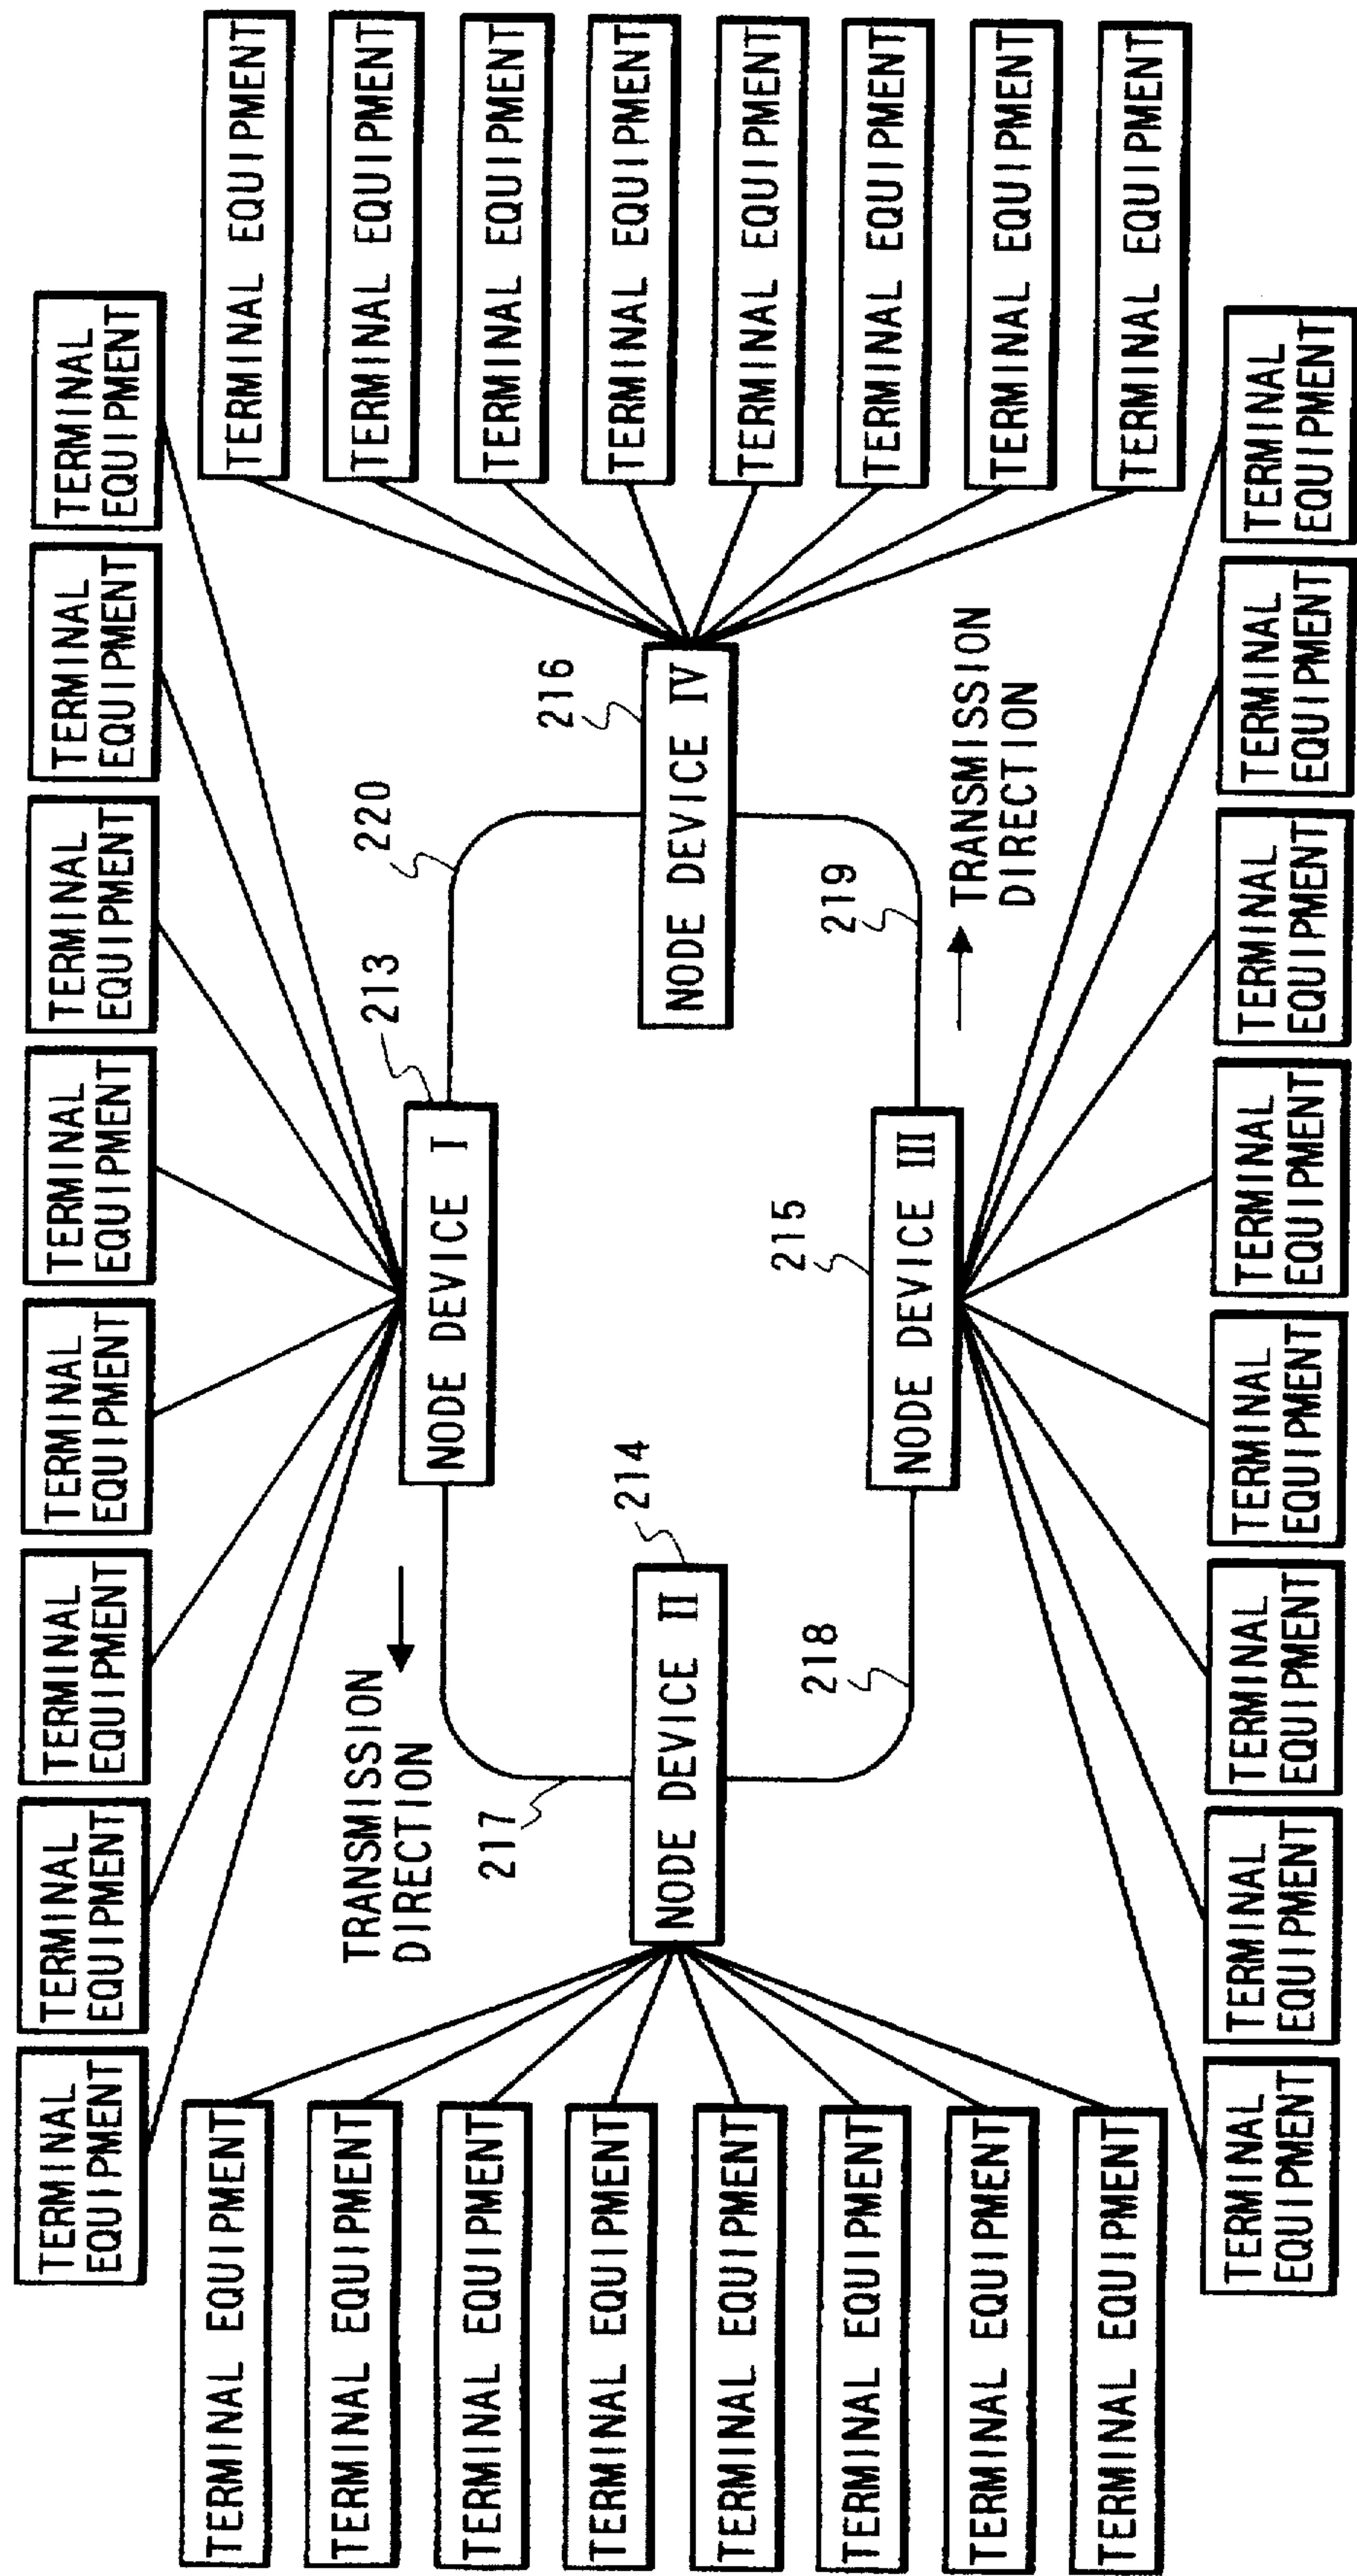 TERMINAL
EQUIPMENT
TERMINAL
EQUIPMENT
TERMINAL
EQUIPMENT
TERMINAL
EQUIPMENT
TERMINAL
EQUIPMENT
TERMINAL
EQUIPMENT
TERMINAL
EQUIPMENT
TERMINAL
EQUIPMENT
TERMINAL EQUIPMENT
TERMINAL EQUIPMENT
TERMINAL EQUIPMENT
TERMINAL EQUIPMENT
TERMINAL EQUIPMENT
TERMINAL EQUIPMENT
TERMINAL EQUIPMENT
TERMINAL EQUIPMENT
TRANSMISSION
DIRECTION
217
213
NODE DEVICE I
220
214
NODE DEVICE II
216
NODE DEVICE IV
218
215
NODE DEVICE III
219
TRANSMISSION
DIRECTION
TERMINAL EQUIPMENT
TERMINAL EQUIPMENT
TERMINAL EQUIPMENT
TERMINAL EQUIPMENT
TERMINAL EQUIPMENT
TERMINAL EQUIPMENT
TERMINAL EQUIPMENT
TERMINAL EQUIPMENT
TERMINAL
EQUIPMENT
TERMINAL
EQUIPMENT
TERMINAL
EQUIPMENT
TERMINAL
EQUIPMENT
TERMINAL
EQUIPMENT
TERMINAL
EQUIPMENT
TERMINAL
EQUIPMENT
TERMINAL
EQUIPMENT